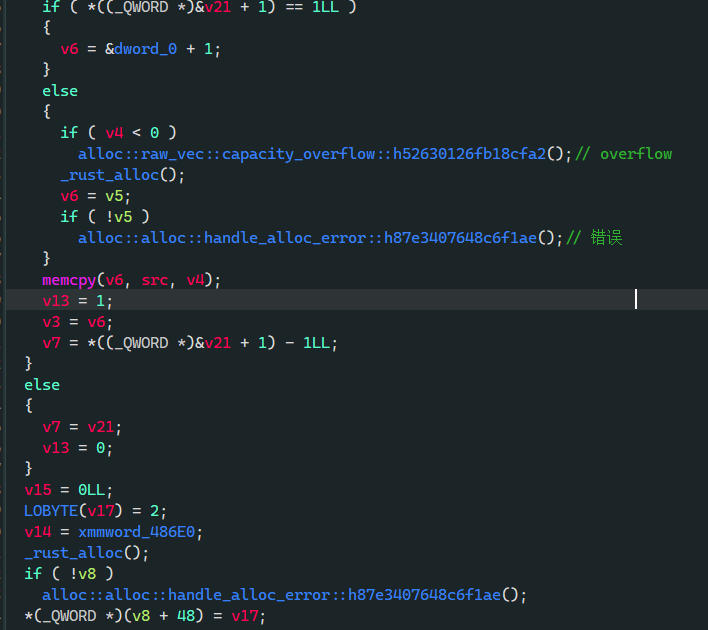 if ( *((_QWORD *)&v21 + 1) == 1LL )
{
v6 = &dword_0 + 1;
}
else
{
if ( v4 < 0 )
alloc::raw_vec::capacity_overflow::h52630126fb18cfa2();// overflow
_rust_alloc();
v6 = v5;
if ( !v5 )
alloc::alloc::handle_alloc_error::h87e3407648c6f1ae();// 错误
}
memcpy(v6, src, v4);
v13 = 1;
v3 = v6;
v7 = *((_QWORD *)&v21 + 1) - 1LL;
}
else
{
v7 = v21;
v13 = 0;
}
v15 = 0LL;
LOBYTE(v17) = 2;
v14 = xmmword_486E0;
_rust_alloc();
if ( !v8 )
alloc::alloc::handle_alloc_error::h87e3407648c6f1ae();
*(_QWORD *)(v8 + 48) = v17;